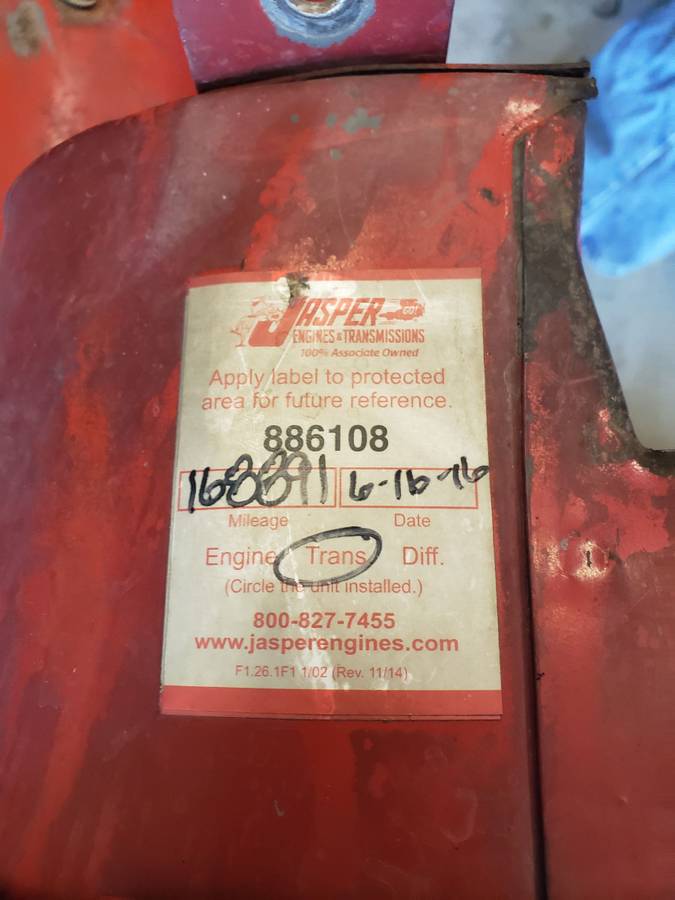 JASPER GO!
ENGINES & TRANSMISSIONS
100% Associate Owned
Apply label to protected
area for future reference.
886108
168891 6-16-16
Mileage Date
Engine Trans Diff.
(Circle the unit installed.)
800-827-7455
www.jasperengines.com
F1.26.1F1 1/02 (Rev. 11/14)